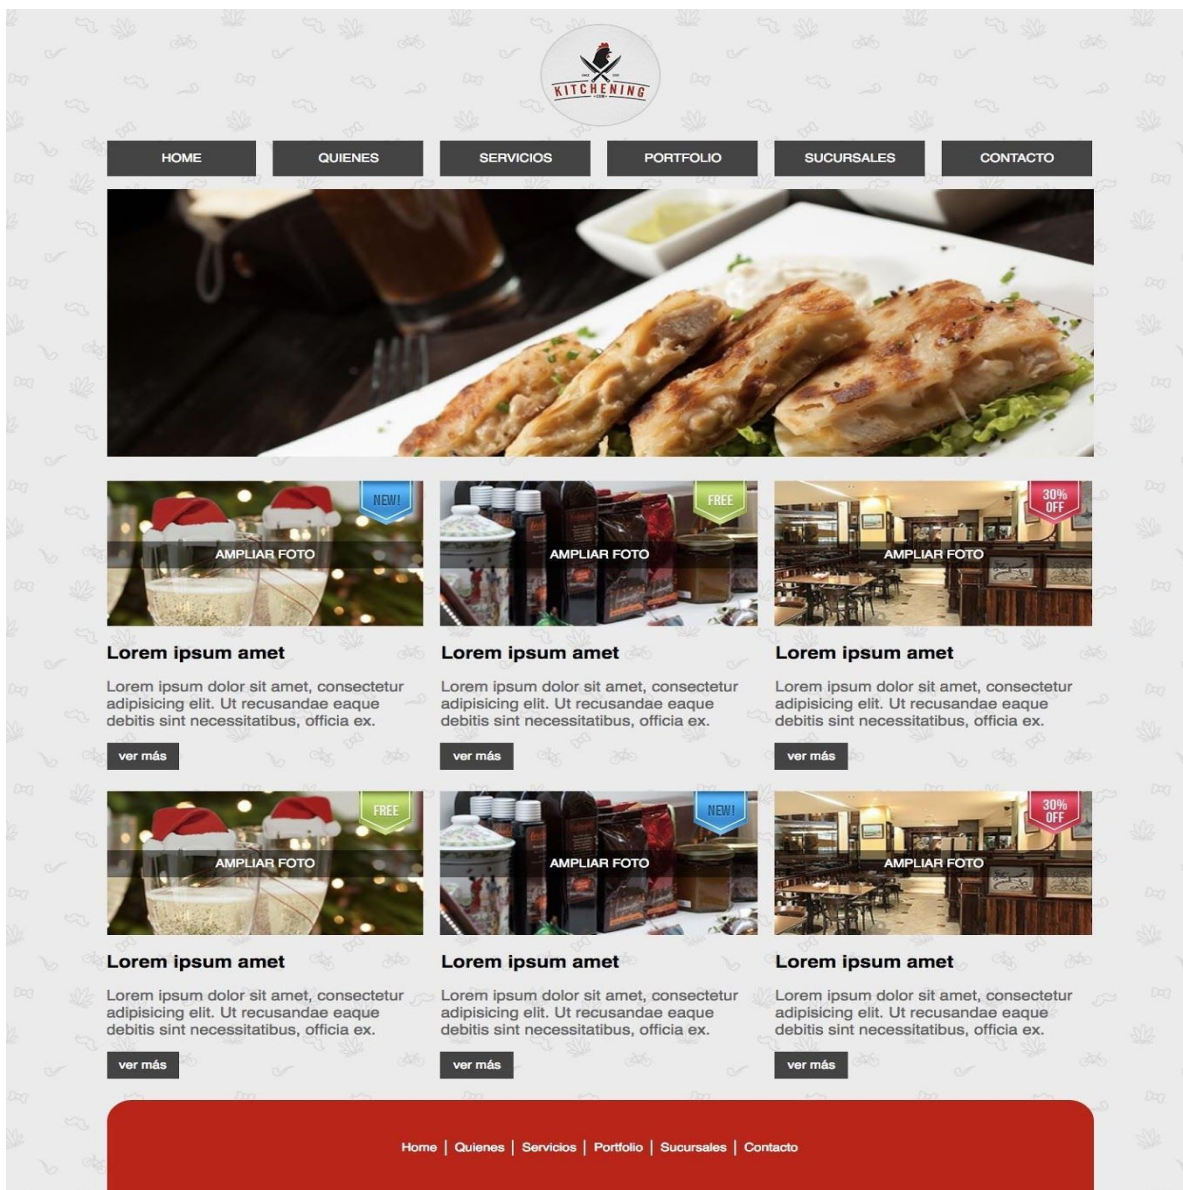 KITCHENING
HOME
QUIENES
SERVICIOS
PORTFOLIO
SUCURSALES
CONTACTO
NEW!
AMPLIAR FOTO
FREE
AMPLIAR FOTO
30%
OFF
AMPLIAR FOTO
Lorem ipsum amet
Lorem ipsum dolor sit amet, consectetur
adipisicing elit. Ut recusandae eaque
debitis sint necessitatibus, officia ex.
ver más
Lorem ipsum amet
Lorem ipsum dolor sit amet, consectetur
adipisicing elit. Ut recusandae eaque
debitis sint necessitatibus, officia ex.
ver más
Lorem ipsum amet
Lorem ipsum dolor sit amet, consectetur
adipisicing elit. Ut recusandae eaque
debitis sint necessitatibus, officia ex.
ver más
FREE
AMPLIAR FOTO
NEW!
AMPLIAR FOTO
30%
OFF
AMPLIAR FOTO
Lorem ipsum amet
Lorem ipsum dolor sit amet, consectetur
adipisicing elit. Ut recusandae eaque
debitis sint necessitatibus, officia ex.
ver más
Lorem ipsum amet
Lorem ipsum dolor sit amet, consectetur
adipisicing elit. Ut recusandae eaque
debitis sint necessitatibus, officia ex.
ver más
Lorem ipsum amet
Lorem ipsum dolor sit amet, consectetur
adipisicing elit. Ut recusandae eaque
debitis sint necessitatibus, officia ex.
ver más
Home | Quienes | Servicios | Portfolio | Sucursales | Contacto